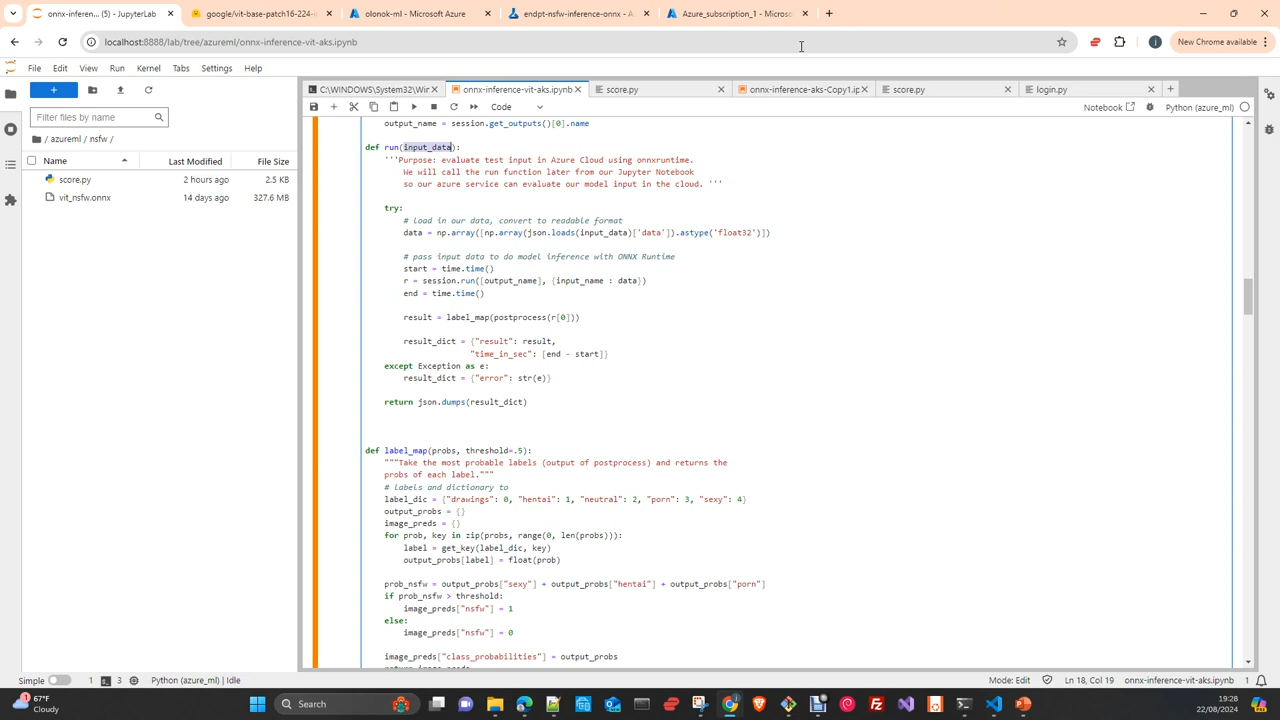 onnx-inferen... (5) - JupyterLab
google/vit-base-patch16-224-i
olonok-ml - Microsoft Azure
endpt-nsfw-inference-onnx - A
Azure_subscription_1 - Microso
localhost:8888/lab/tree/azureml/onnx-inference-vit-aks.ipynb
New Chrome available
File Edit View Run Kernel Tabs Settings Help
C:\WINDOWS\System32\Wir
onnx-inference-vit-aks.ipynb
score.py
onnx-inference-aks-Copy1.ip
score.py
login.py
Code
Notebook
Python (azure_ml)
Filter files by name
/ azureml / nsfw /
Name Last Modified File Size
score.py 2 hours ago 2.5 KB
vit_nsfw.onnx 14 days ago 327.6 MB
output_name = session.get_outputs()[0].name
def run(input_data):
'''Purpose: evaluate test input in Azure Cloud using onnxruntime.
We will call the run function later from our Jupyter Notebook
so our azure service can evaluate our model input in the cloud. '''
try:
# load in our data, convert to readable format
data = np.array([np.array(json.loads(input_data)['data']).astype('float32')])
# pass input data to do model inference with ONNX Runtime
start = time.time()
r = session.run([output_name], {input_name : data})
end = time.time()
result = label_map(postprocess(r[0]))
result_dict = {"result": result,
"time_in_sec": [end - start]}
except Exception as e:
result_dict = {"error": str(e)}
return json.dumps(result_dict)
def label_map(probs, threshold=.5):
"""Take the most probable labels (output of postprocess) and returns the
probs of each label."""
# labels and dictionary to
label_dic = {"drawings": 0, "hentai": 1, "neutral": 2, "porn": 3, "sexy": 4}
output_probs = {}
image_preds = {}
for prob, key in zip(probs, range(0, len(probs))):
label = get_key(label_dic, key)
output_probs[label] = float(prob)
prob_nsfw = output_probs["sexy"] + output_probs["hentai"] + output_probs["porn"]
if prob_nsfw > threshold:
image_preds["nsfw"] = 1
else:
image_preds["nsfw"] = 0
image_preds["class_probabilities"] = output_probs
Simple 1 3 Python (azure_ml) | Idle
Mode: Edit Ln 18, Col 19 onnx-inference-vit-aks.ipynb 1
67°F
Cloudy
Search
19:28
22/08/2024